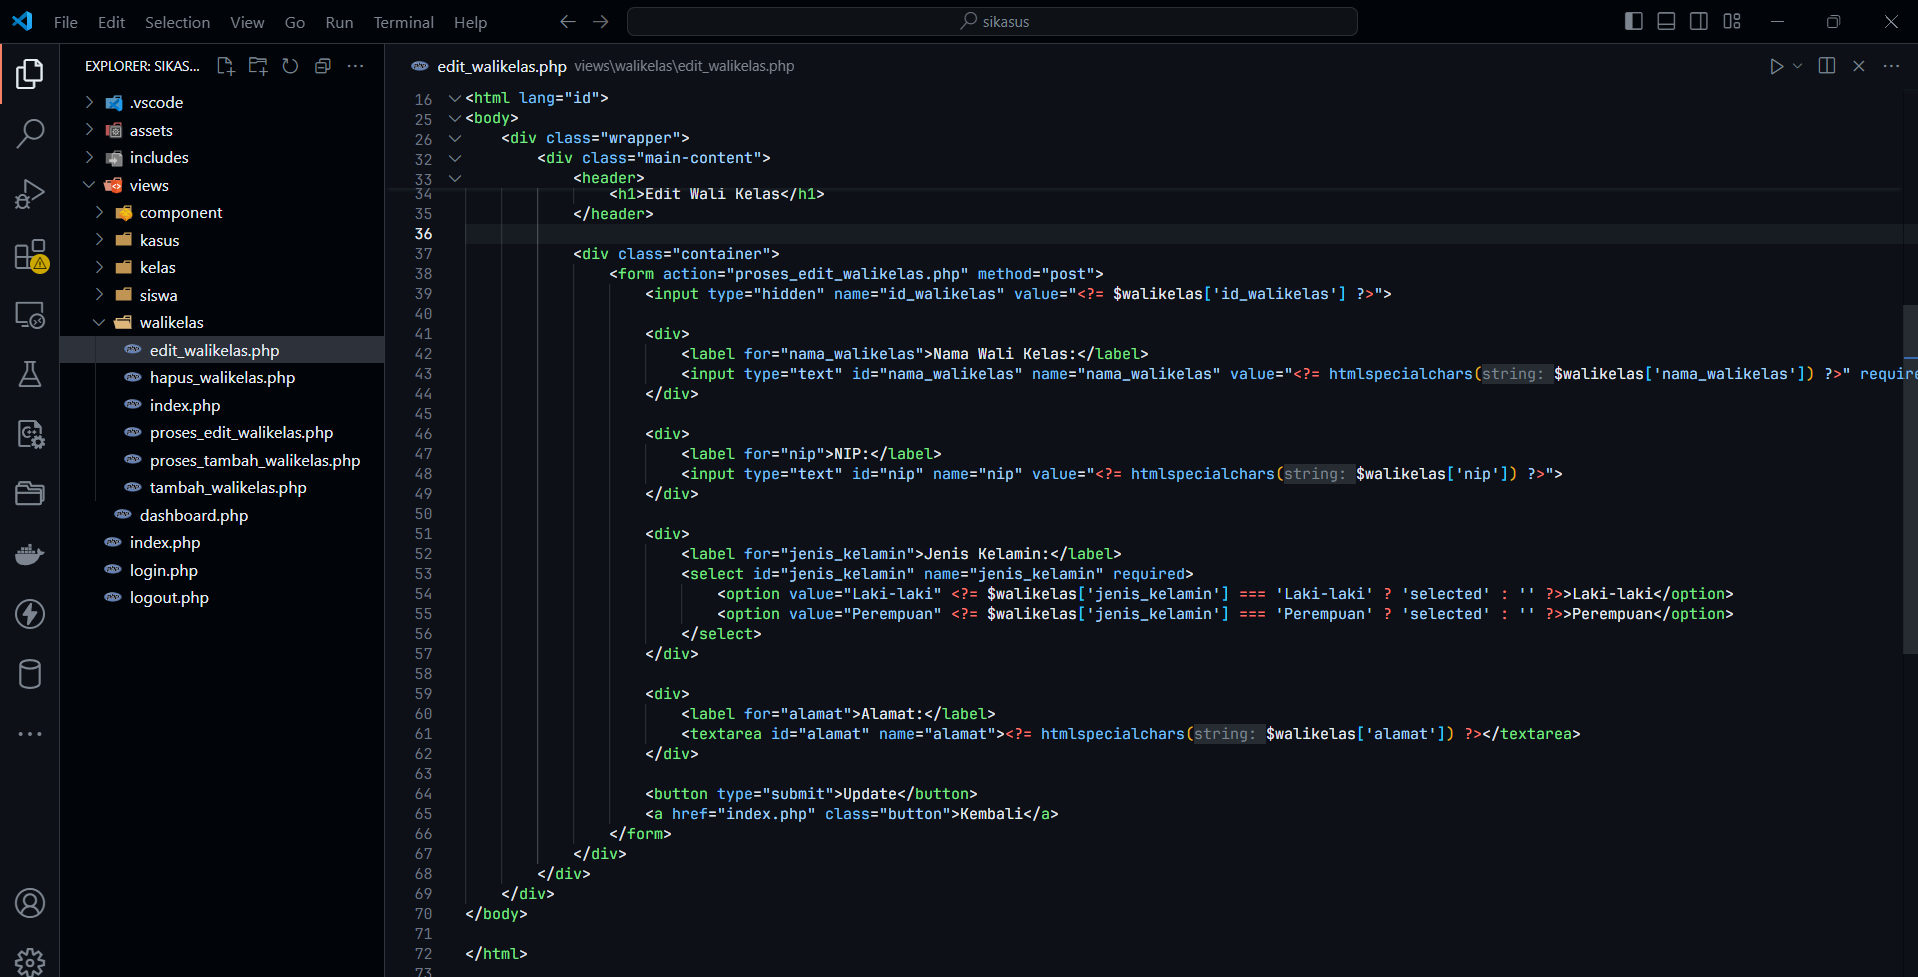 File Edit Selection View Go Run Terminal Help
sikasus
EXPLORER: SIKAS...
.vscode
assets
includes
views
component
kasus
kelas
siswa
walikelas
edit_walikelas.php
hapus_walikelas.php
index.php
proses_edit_walikelas.php
proses_tambah_walikelas.php
tambah_walikelas.php
dashboard.php
index.php
login.php
logout.php
edit_walikelas.php views\walikelas\edit_walikelas.php
16 <html lang="id">
25 <body>
26 <div class="wrapper">
32 <div class="main-content">
33 <header>
34 <h1>Edit Wali Kelas</h1>
35 </header>
36
37 <div class="container">
38 <form action="proses_edit_walikelas.php" method="post">
39 <input type="hidden" name="id_walikelas" value="<?= $walikelas['id_walikelas'] ?>">
40
41 <div>
42 <label for="nama_walikelas">Nama Wali Kelas:</label>
43 <input type="text" id="nama_walikelas" name="nama_walikelas" value="<?= htmlspecialchars(string: $walikelas['nama_walikelas']) ?>" require
44 </div>
45
46 <div>
47 <label for="nip">NIP:</label>
48 <input type="text" id="nip" name="nip" value="<?= htmlspecialchars(string: $walikelas['nip']) ?>">
49 </div>
50
51 <div>
52 <label for="jenis_kelamin">Jenis Kelamin:</label>
53 <select id="jenis_kelamin" name="jenis_kelamin" required>
54 <option value="Laki-laki" <?= $walikelas['jenis_kelamin'] === 'Laki-laki' ? 'selected' : '' ?>>Laki-laki</option>
55 <option value="Perempuan" <?= $walikelas['jenis_kelamin'] === 'Perempuan' ? 'selected' : '' ?>>Perempuan</option>
56 </select>
57 </div>
58
59 <div>
60 <label for="alamat">Alamat:</label>
61 <textarea id="alamat" name="alamat"><?= htmlspecialchars(string: $walikelas['alamat']) ?></textarea>
62 </div>
63
64 <button type="submit">Update</button>
65 <a href="index.php" class="button">Kembali</a>
66 </form>
67 </div>
68 </div>
69 </div>
70 </body>
71
72 </html>
73